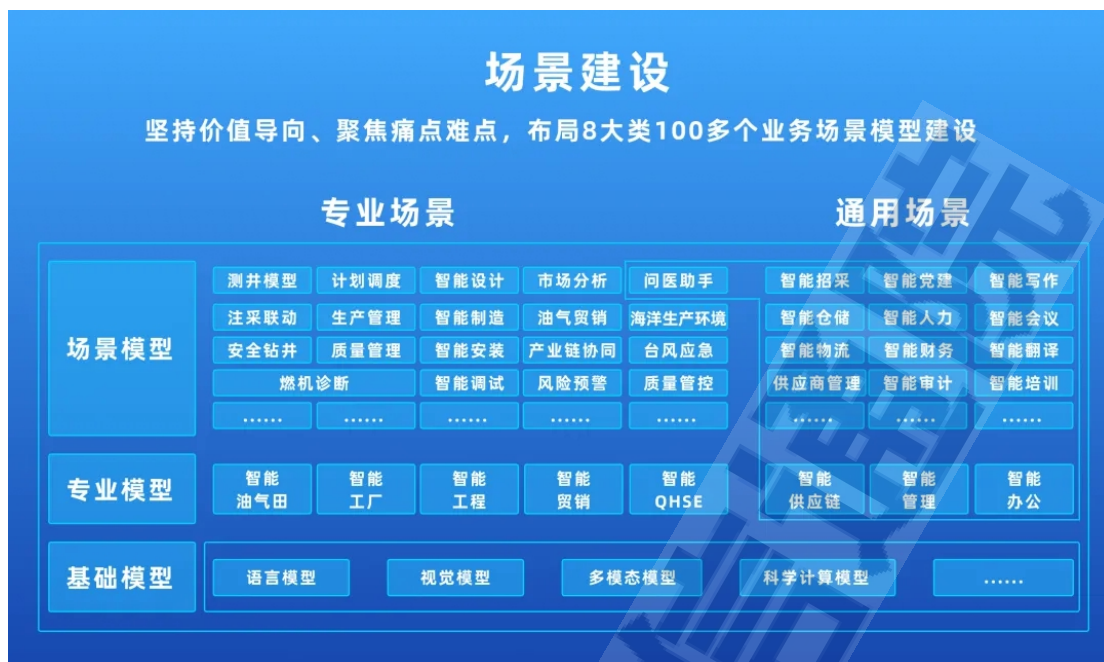 场景建设
坚持价值导向、聚焦痛点难点，布局8大类100多个业务场景模型建设
专业场景
通用场景
场景模型
测井模型 计划调度 智能设计 市场分析 问医助手 智能招采 智能党建 智能写作
注采联动 生产管理 智能制造 油气贸销 海洋生产环境 智能仓储 智能人力 智能会议
安全钻井 质量管理 智能安装 产业链协同 台风应急 智能物流 智能财务 智能翻译
燃机诊断 智能调试 风险预警 质量管控 供应商管理 智能审计 智能培训
…… …… …… …… …… …… …… ……
专业模型
智能 智能 智能 智能 智能 智能 智能 智能
油气田 工厂 工程 贸销 QHSE 供应链 管理 办公
基础模型
语言模型 视觉模型 多模态模型 科学计算模型 ……